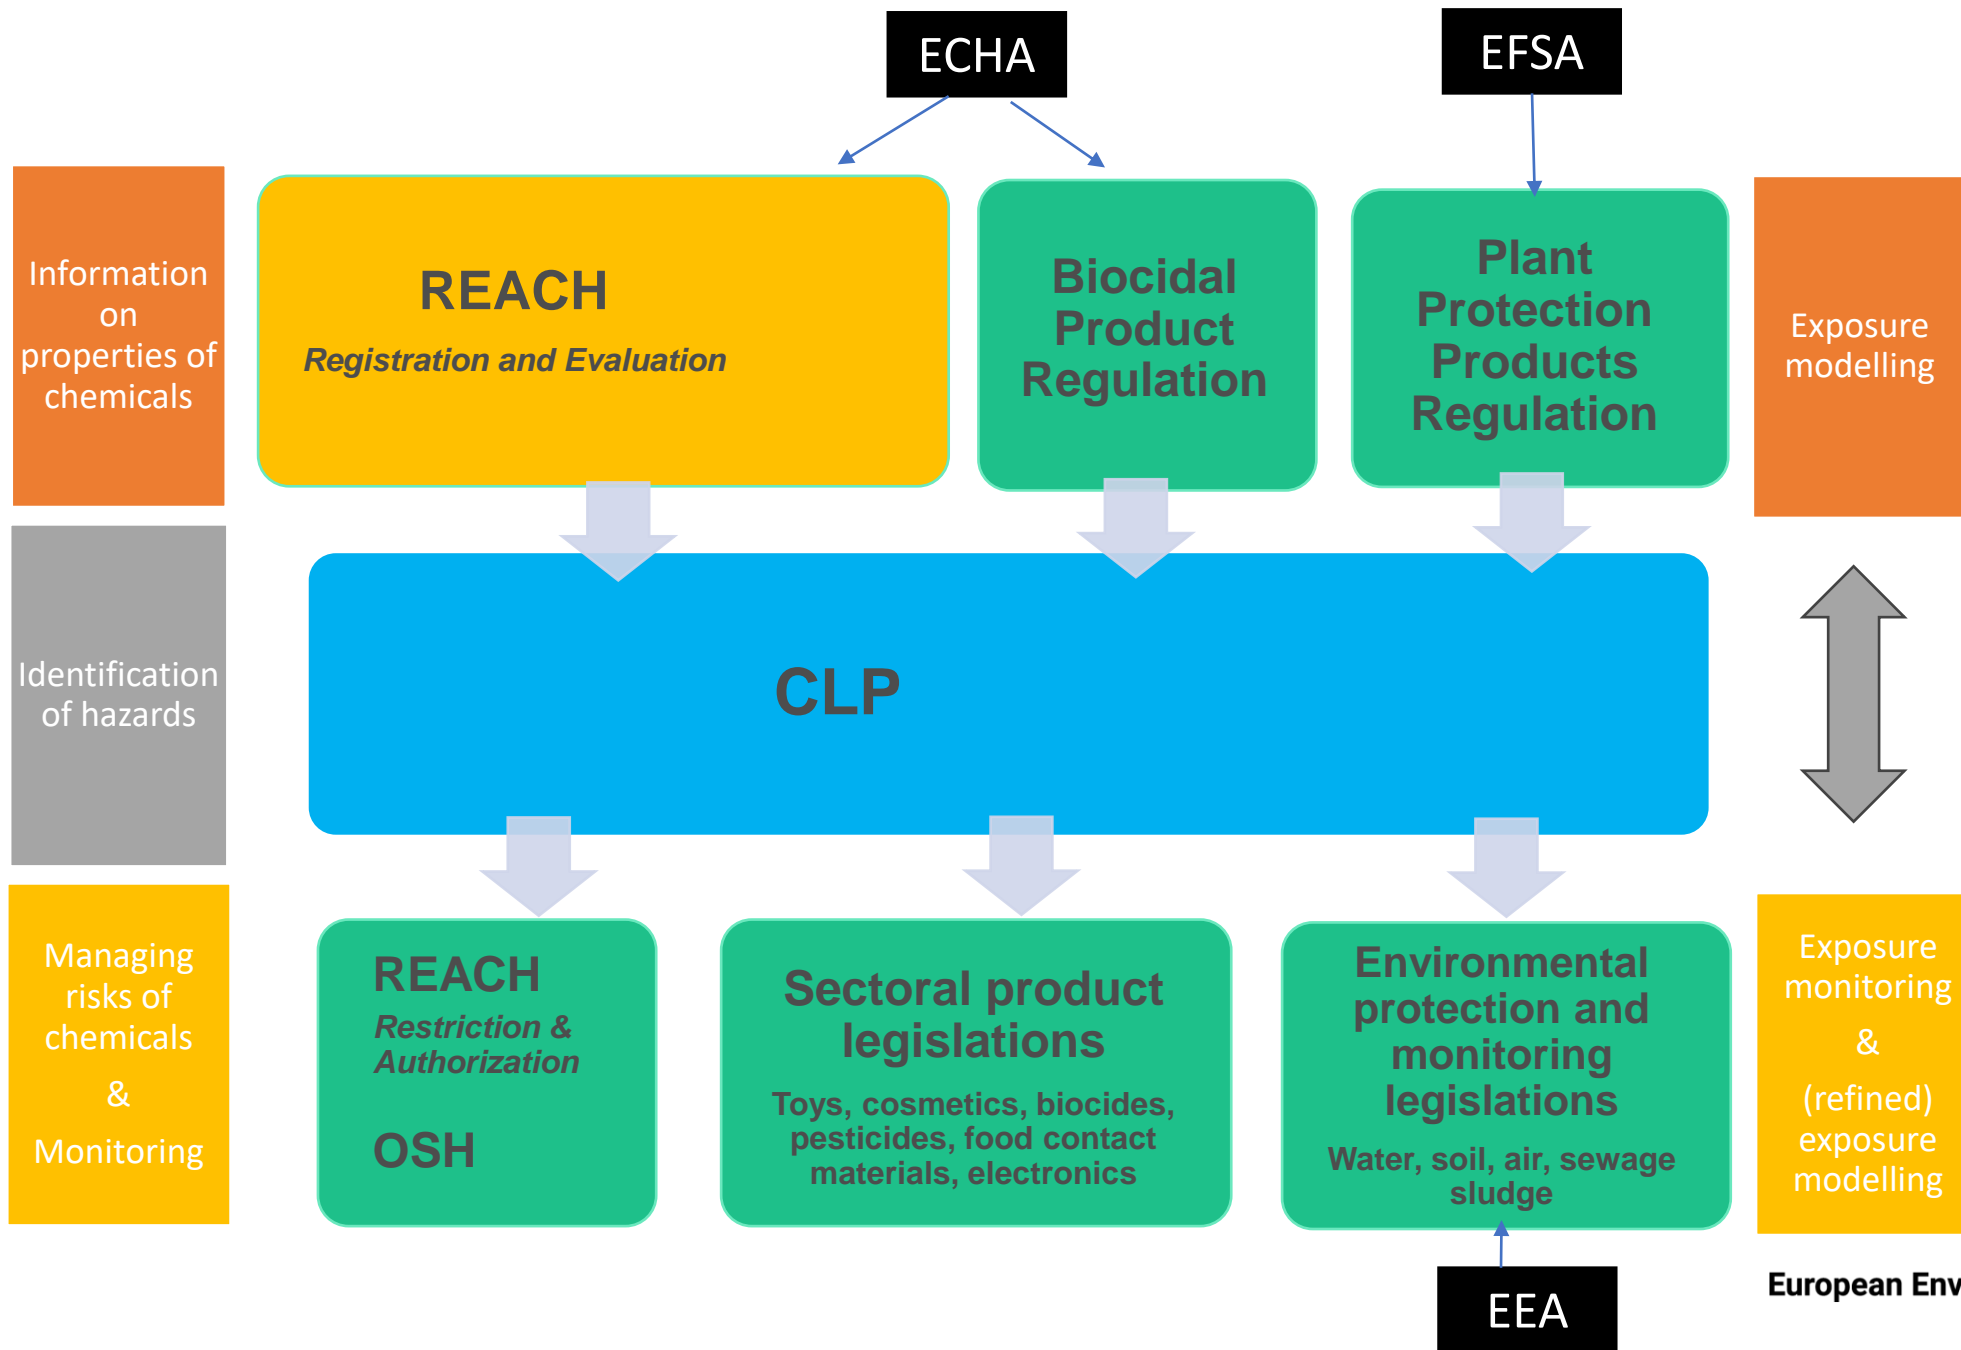 ECHA
EFSA
Information
on
properties of
chemicals
REACH
Registration and Evaluation
Biocidal
Product
Regulation
Plant
Protection
Products
Regulation
Exposure
modelling
Identification
of hazards
CLP
Managing
risks of
chemicals
&
Monitoring
REACH
Restriction &
Authorization
OSH
Sectoral product
legislations
Toys, cosmetics, biocides,
pesticides, food contact
materials, electronics
Environmental
protection and
monitoring
legislations
Water, soil, air, sewage
sludge
Exposure
monitoring
&
(refined)
exposure
modelling
European Env
EEA